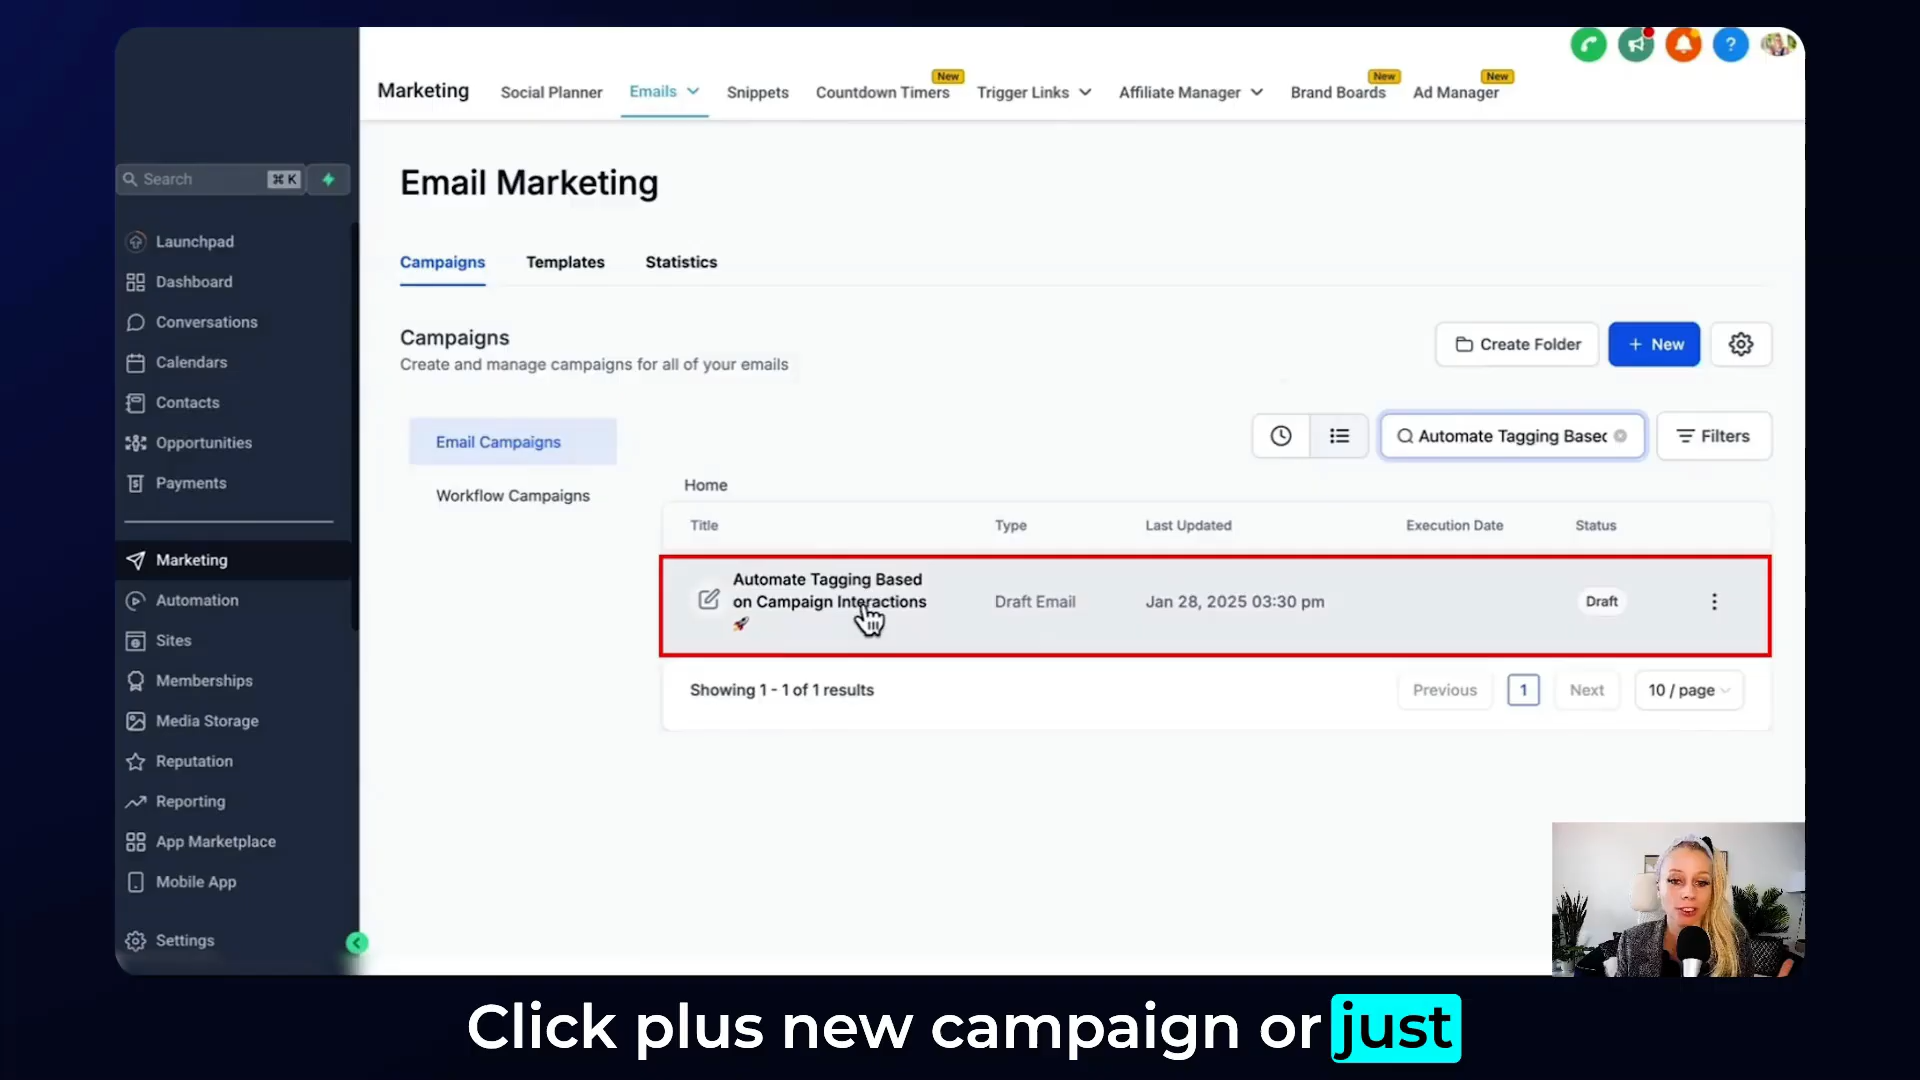 Marketing
Social Planner
Emails
Snippets
Countdown Timers
New
Trigger Links
Affiliate Manager
Brand Boards
New
Ad Manager
New
?
Search
⌘ K
Launchpad
Dashboard
Conversations
Calendars
Contacts
Opportunities
Payments
Marketing
Automation
Sites
Memberships
Media Storage
Reputation
Reporting
App Marketplace
Mobile App
Settings
Email Marketing
Campaigns
Templates
Statistics
Campaigns
Create and manage campaigns for all of your emails
Create Folder
+ New
Email Campaigns
Workflow Campaigns
Automate Tagging Based
Filters
Home
Title
Type
Last Updated
Execution Date
Status
Automate Tagging Based
on Campaign Interactions
🚀
Draft Email
Jan 28, 2025 03:30 pm
Draft
Showing 1 - 1 of 1 results
Previous
1
Next
10 / page
Click plus new campaign or just